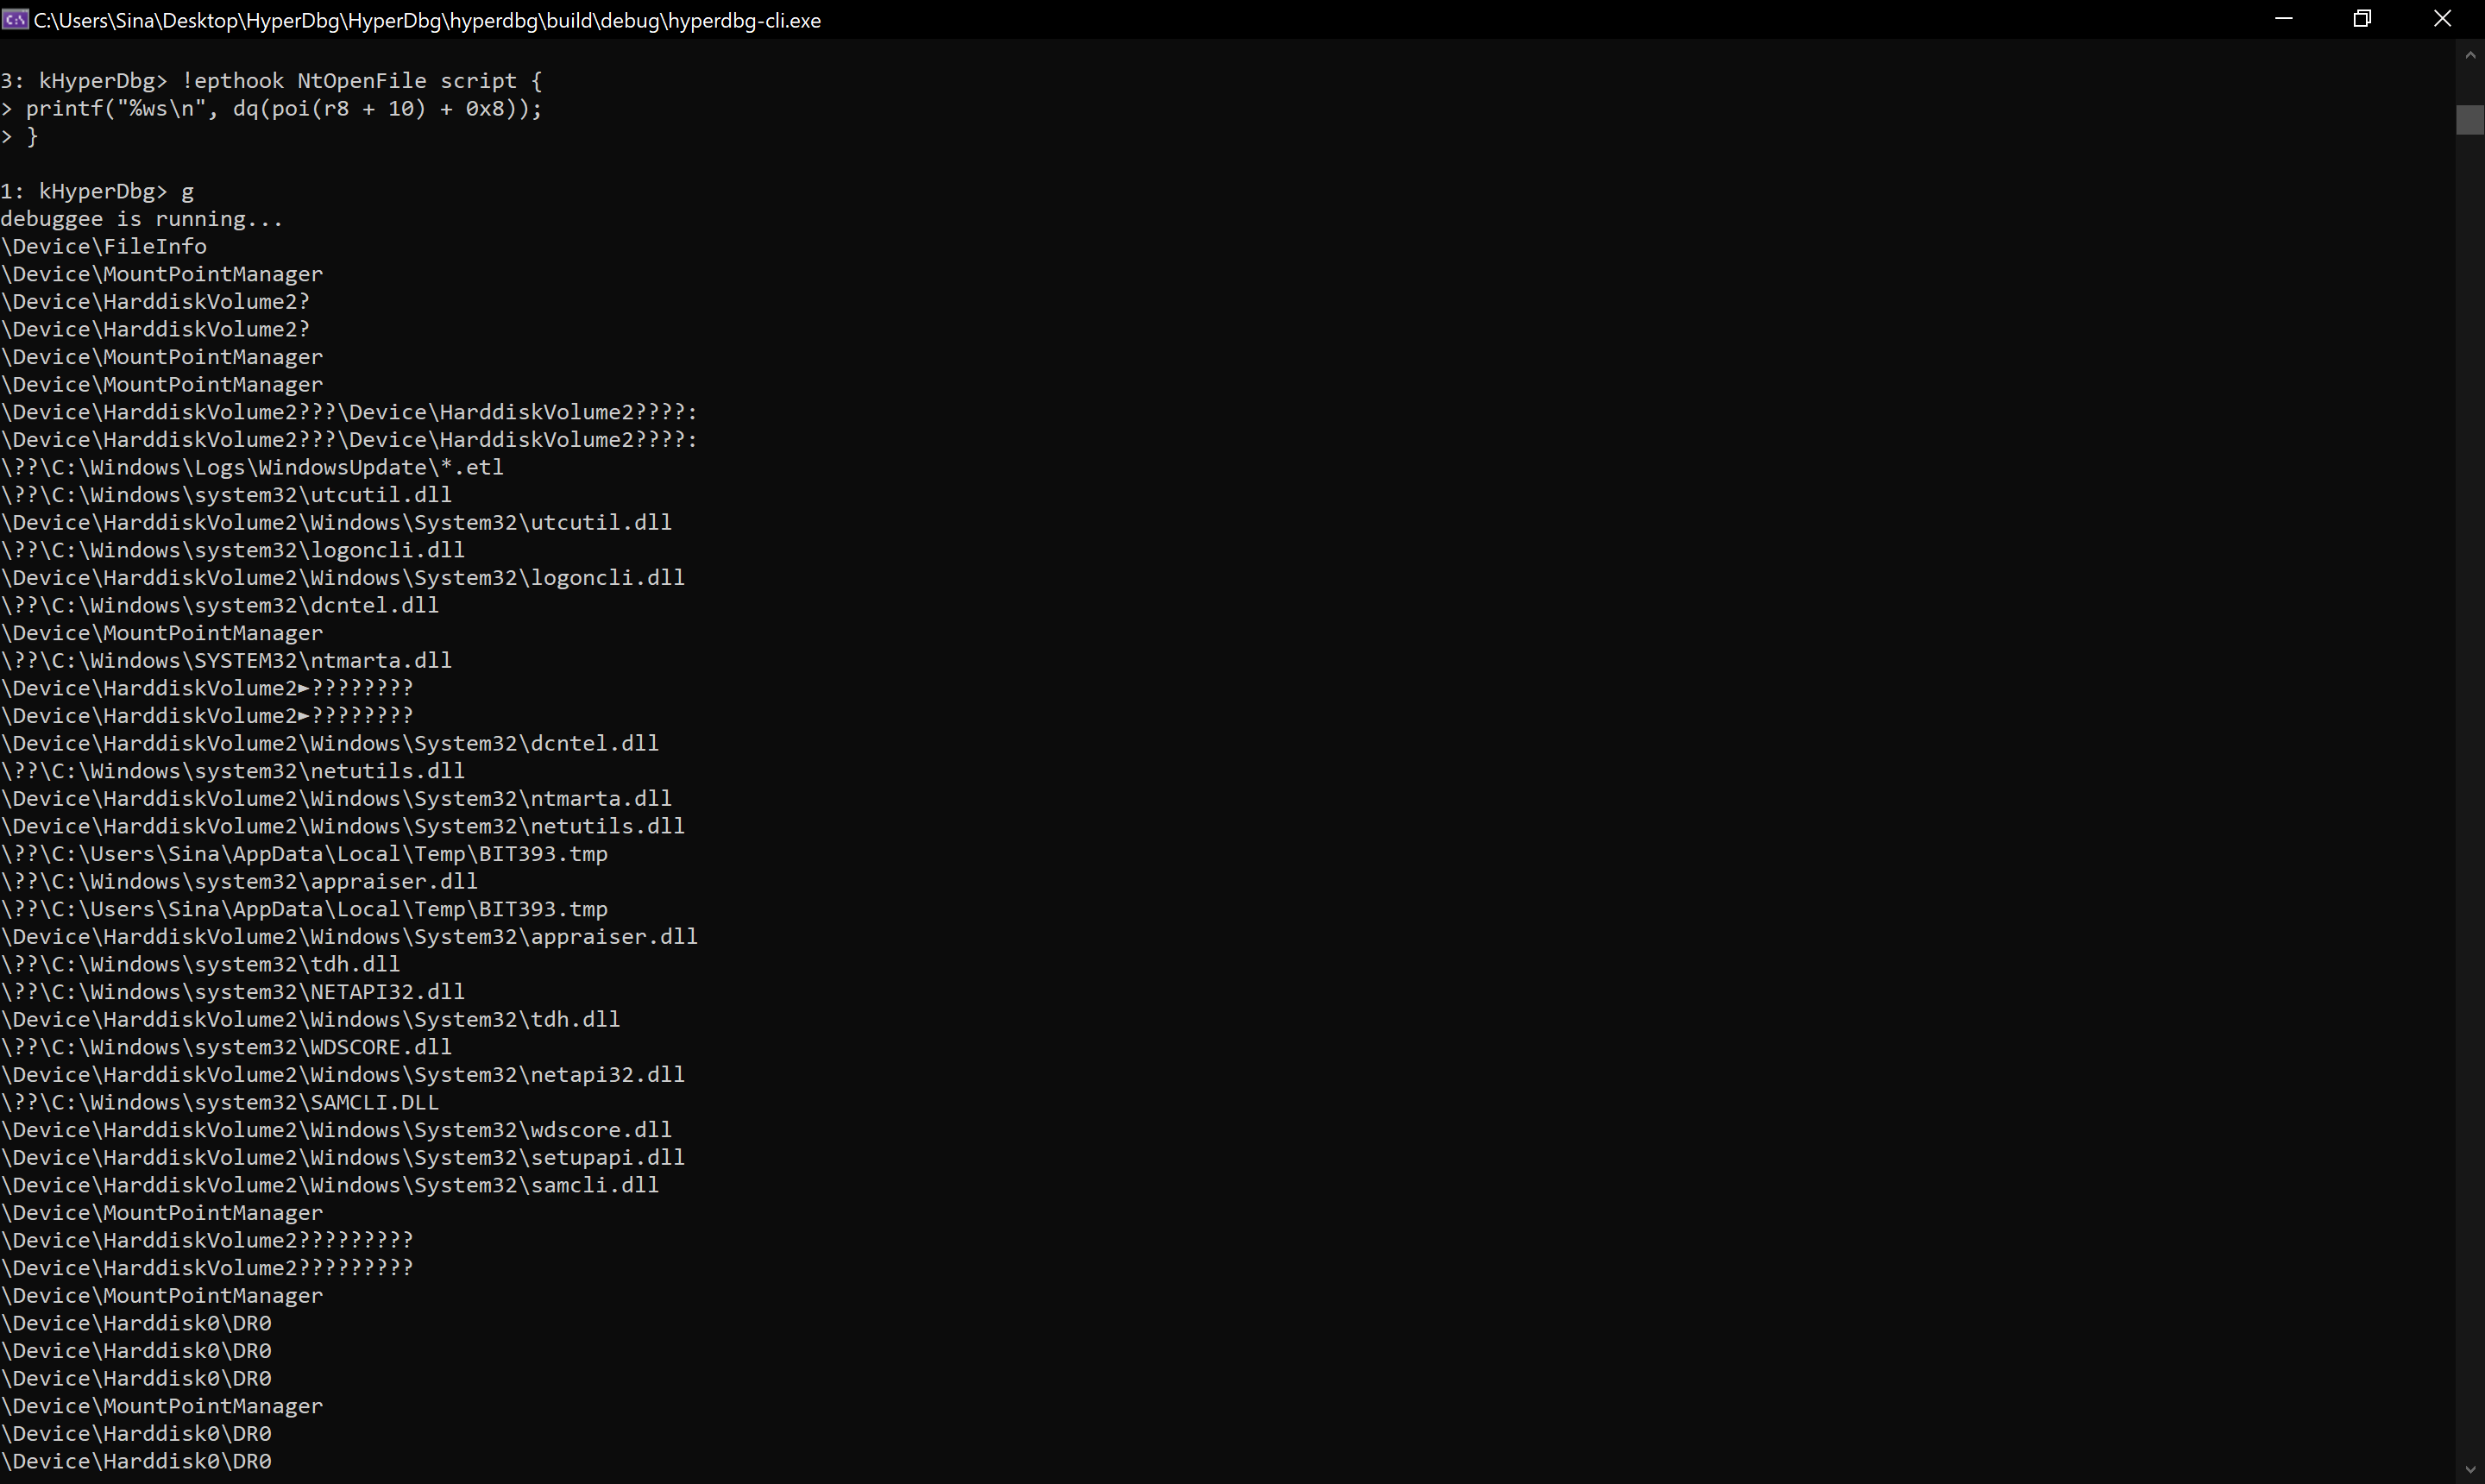 C:\Users\Sina\Desktop\HyperDbg\HyperDbg\hyperdbg\build\debug\hyperdbg-cli.exe
3: kHyperDbg> !epthook NtOpenFile script {
> printf("%ws\n", dq(poi(r8 + 10) + 0x8));
> }
1: kHyperDbg> g
debuggee is running...
\Device\FileInfo
\Device\MountPointManager
\Device\HarddiskVolume2?
\Device\HarddiskVolume2?
\Device\MountPointManager
\Device\MountPointManager
\Device\HarddiskVolume2???\Device\HarddiskVolume2????:
\Device\HarddiskVolume2???\Device\HarddiskVolume2????:
\??\C:\Windows\Logs\WindowsUpdate\*.etl
\??\C:\Windows\system32\utcutil.dll
\Device\HarddiskVolume2\Windows\System32\utcutil.dll
\??\C:\Windows\system32\logoncli.dll
\Device\HarddiskVolume2\Windows\System32\logoncli.dll
\??\C:\Windows\system32\dcntel.dll
\Device\MountPointManager
\??\C:\Windows\SYSTEM32\ntmarta.dll
\Device\HarddiskVolume2►????????
\Device\HarddiskVolume2►????????
\Device\HarddiskVolume2\Windows\System32\dcntel.dll
\??\C:\Windows\system32\netutils.dll
\Device\HarddiskVolume2\Windows\System32\ntmarta.dll
\Device\HarddiskVolume2\Windows\System32\netutils.dll
\??\C:\Users\Sina\AppData\Local\Temp\BIT393.tmp
\??\C:\Windows\system32\appraiser.dll
\??\C:\Users\Sina\AppData\Local\Temp\BIT393.tmp
\Device\HarddiskVolume2\Windows\System32\appraiser.dll
\??\C:\Windows\system32\tdh.dll
\??\C:\Windows\system32\NETAPI32.dll
\Device\HarddiskVolume2\Windows\System32\tdh.dll
\??\C:\Windows\system32\WDSCORE.dll
\Device\HarddiskVolume2\Windows\System32\netapi32.dll
\??\C:\Windows\system32\SAMCLI.DLL
\Device\HarddiskVolume2\Windows\System32\wdscore.dll
\Device\HarddiskVolume2\Windows\System32\setupapi.dll
\Device\HarddiskVolume2\Windows\System32\samcli.dll
\Device\MountPointManager
\Device\HarddiskVolume2?????????
\Device\HarddiskVolume2?????????
\Device\MountPointManager
\Device\Harddisk0\DR0
\Device\Harddisk0\DR0
\Device\Harddisk0\DR0
\Device\MountPointManager
\Device\Harddisk0\DR0
\Device\Harddisk0\DR0